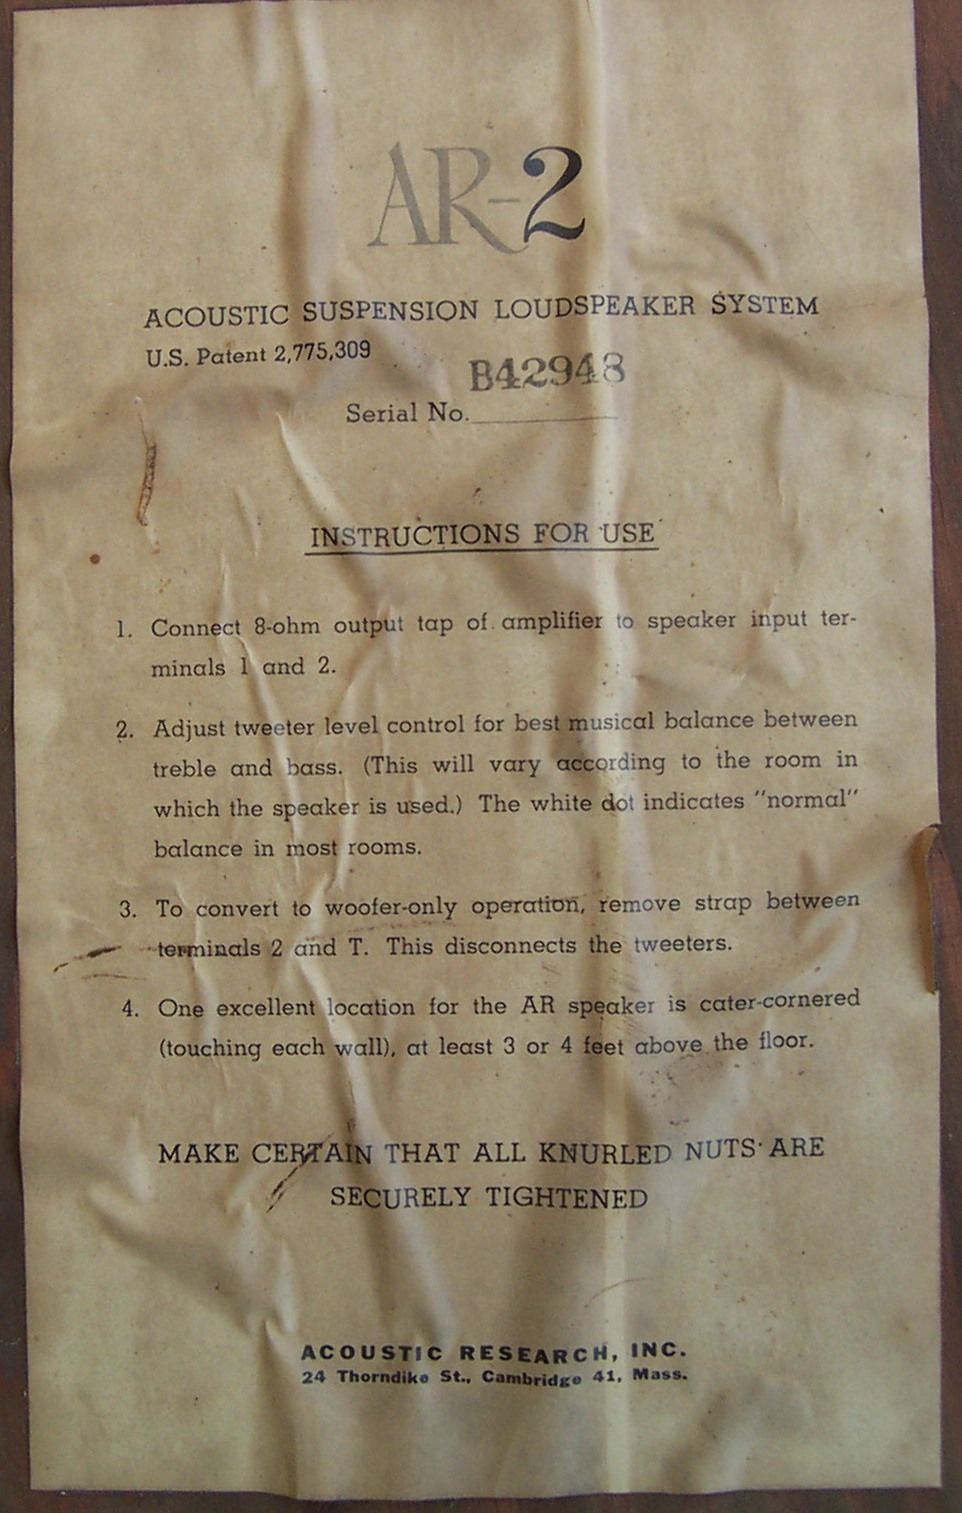 AR-2
ACOUSTIC SUSPENSION LOUDSPEAKER SYSTEM
U.S. Patent 2,775,309
B42948
Serial No.
INSTRUCTIONS FOR USE
1. Connect 8-ohm output tap of amplifier to speaker input ter-
minals 1 and 2.
2. Adjust tweeter level control for best musical balance between
treble and bass. (This will vary according to the room in
which the speaker is used.) The white dot indicates "normal"
balance in most rooms.
3. To convert to woofer-only operation, remove strap between
terminals 2 and T. This disconnects the tweeters.
4. One excellent location for the AR speaker is cater-cornered
(touching each wall), at least 3 or 4 feet above the floor.
MAKE CERTAIN THAT ALL KNURLED NUTS ARE
SECURELY TIGHTENED
ACOUSTIC RESEARCH, INC.
24 Thorndike St., Cambridge 41, Mass.